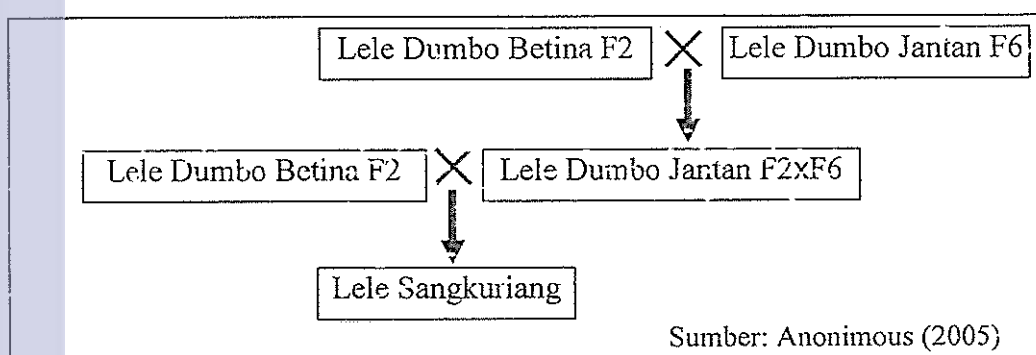 Lele Dumbo Betina F2 X Lele Dumbo Jantan F6
Lele Dumbo Betina F2 X Lele Dumbo Jantan F2xF6
Lele Sangkuriang
Sumber: Anonimous (2005)